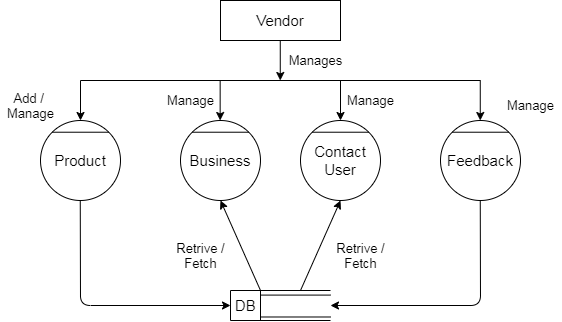 Vendor
Manages
Add /
Manage
Manage
Manage
Manage
Product
Business
Contact
User
Feedback
Retrive /
Fetch
Retrive /
Fetch
DB